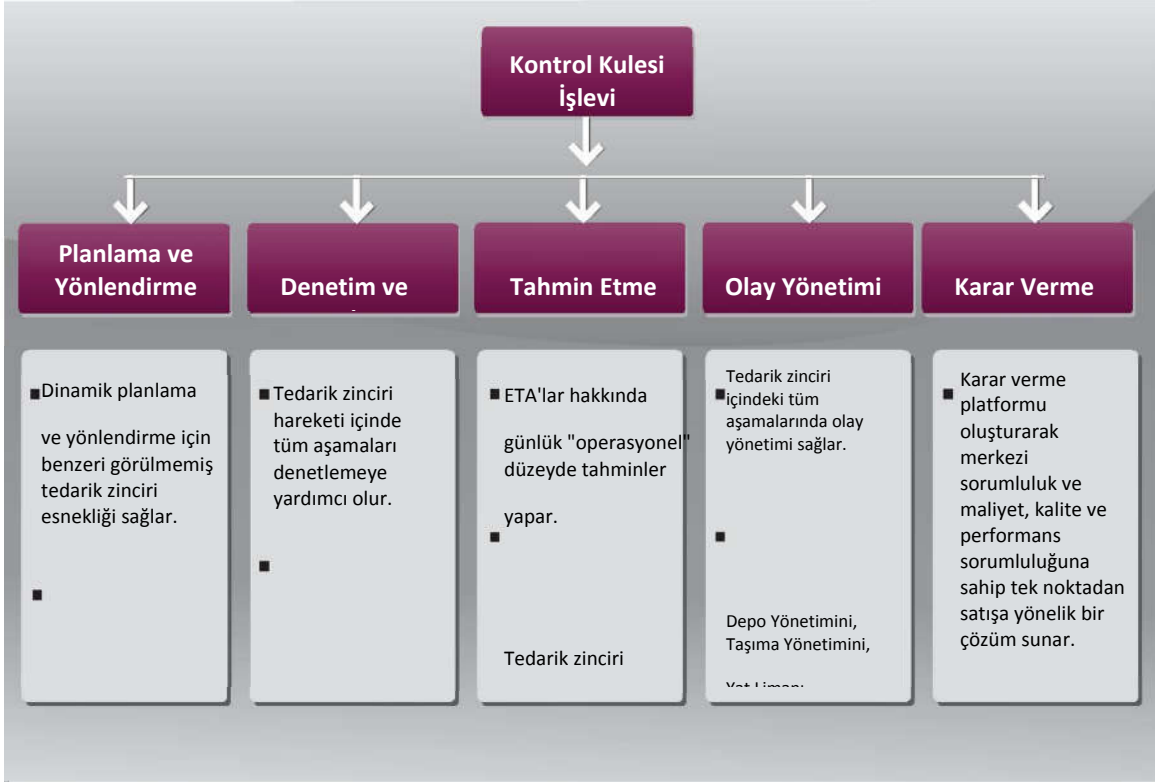 Kontrol Kulesi
İşlevi
Planlama ve
Yönlendirme
Denetim ve
Tahmin Etme
Olay Yönetimi
Karar Verme
Dinamik planlama
ve yönlendirme için
benzeri görülmemiş
tedarik zinciri
esnekliği sağlar.
Tedarik zinciri
hareketi içinde
tüm aşamaları
denetlemeye
yardımcı olur.
ETA'lar hakkında
günlük "operasyonel"
düzeyde tahminler
yapar.
Tedarik zinciri
Tedarik zinciri
içindeki tüm
aşamalarında olay
yönetimi sağlar.
Depo Yönetimini,
Taşıma Yönetimini,
Karar verme
platformu
oluşturarak
merkezi
sorumluluk ve
maliyet, kalite ve
performans
sorumluluğuna
sahip tek noktadan
satışa yönelik bir
çözüm sunar.